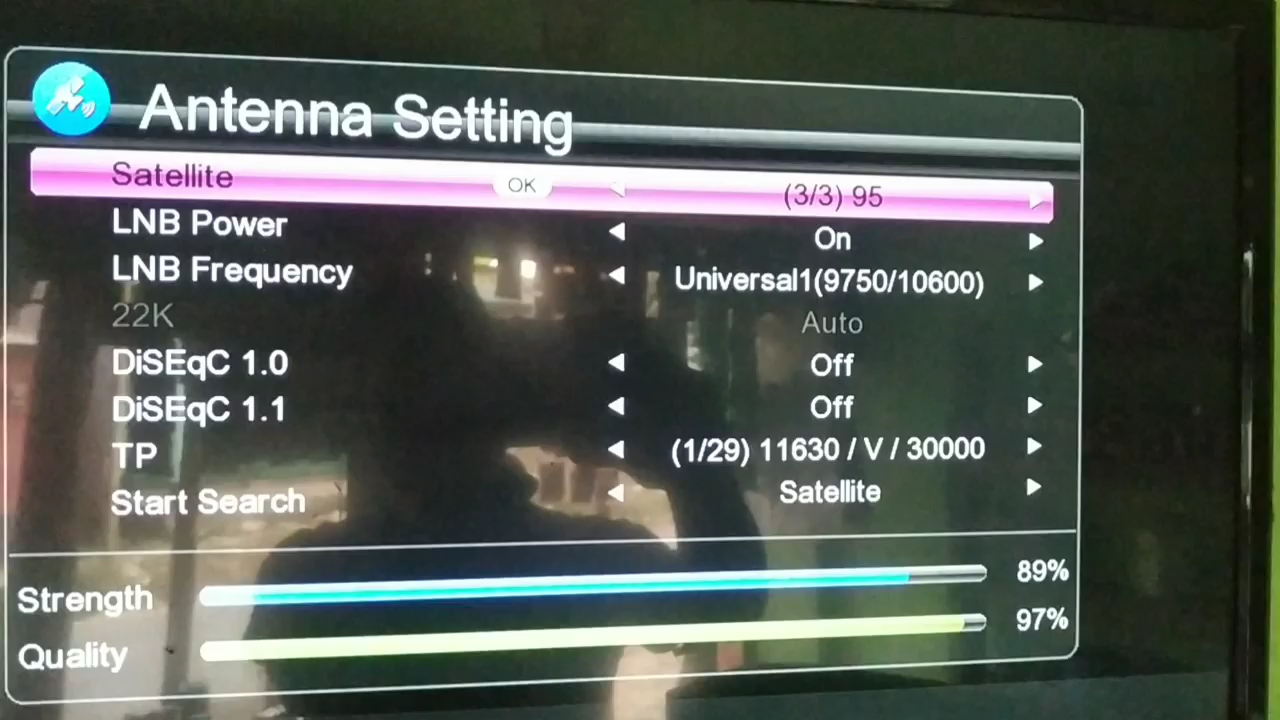 Antenna Setting
Satellite OK (3/3) 95
LNB Power On
LNB Frequency Universal1(9750/10600)
22K Auto
DiSEqC 1.0 Off
DiSEqC 1.1 Off
TP (1/29) 11630 / V / 30000
Start Search Satellite
Strength 89%
Quality 97%